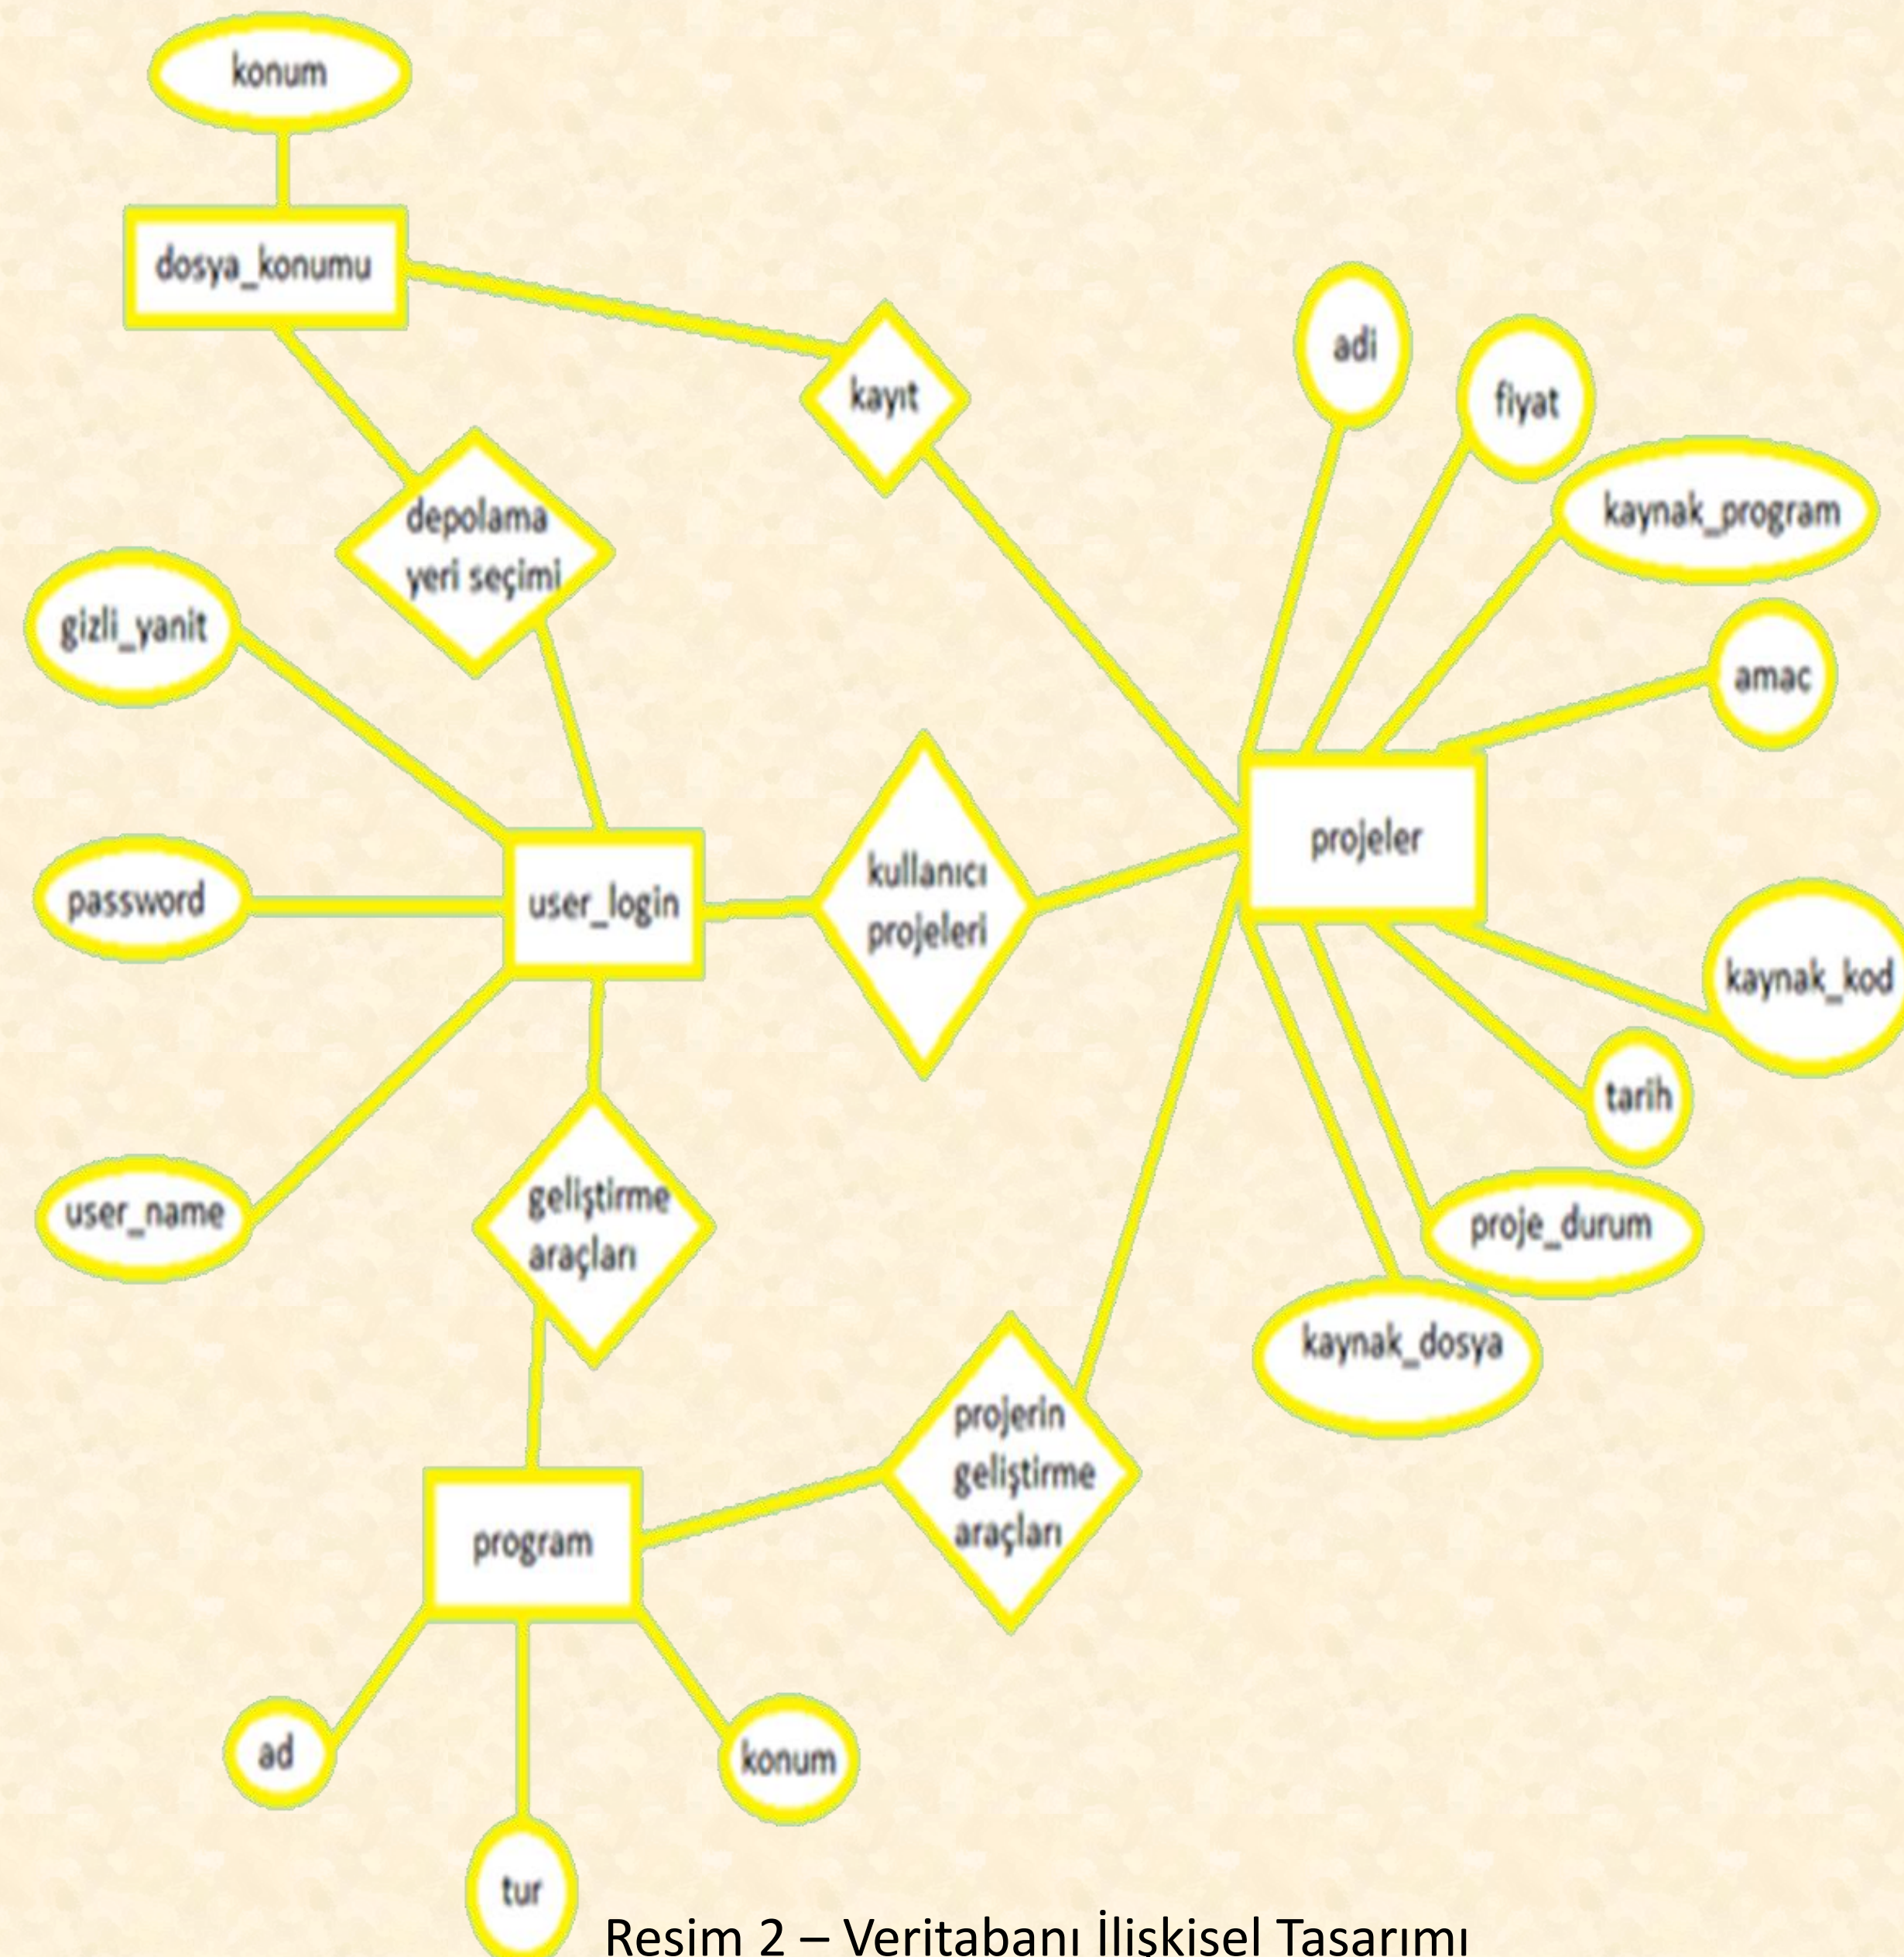 konum
dosya_konumu
kayıt
adi
fiyat
kaynak_program
depolama
yeri seçimi
gizli_yanit
amac
projeler
kullanıcı
projeleri
password
user_login
kaynak_kod
tarih
user_name
geliştirme
araçları
proje_durum
kaynak_dosya
projerin
geliştirme
araçları
program
ad
konum
tur
Resim 2 – Veritabanı İlişkisel Tasarımı